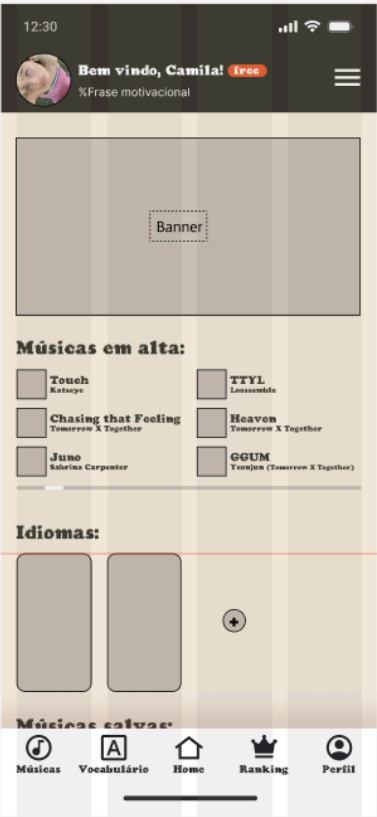 12:30
Bem vindo, Camila! free
%Frase motivacional
Banner
Músicas em alta:
Touch
Katseye
TTYL
Loossemble
Chasing that Feeling
Tomorrow X Together
Heaven
Tomorrow X Together
Juno
Sabrina Carpenter
GGUM
Yeonjun (Tomorrow X Together)
Idiomas:
Músicas salvas:
A
Músicas
Vocabulário
Home
Ranking
Perfil